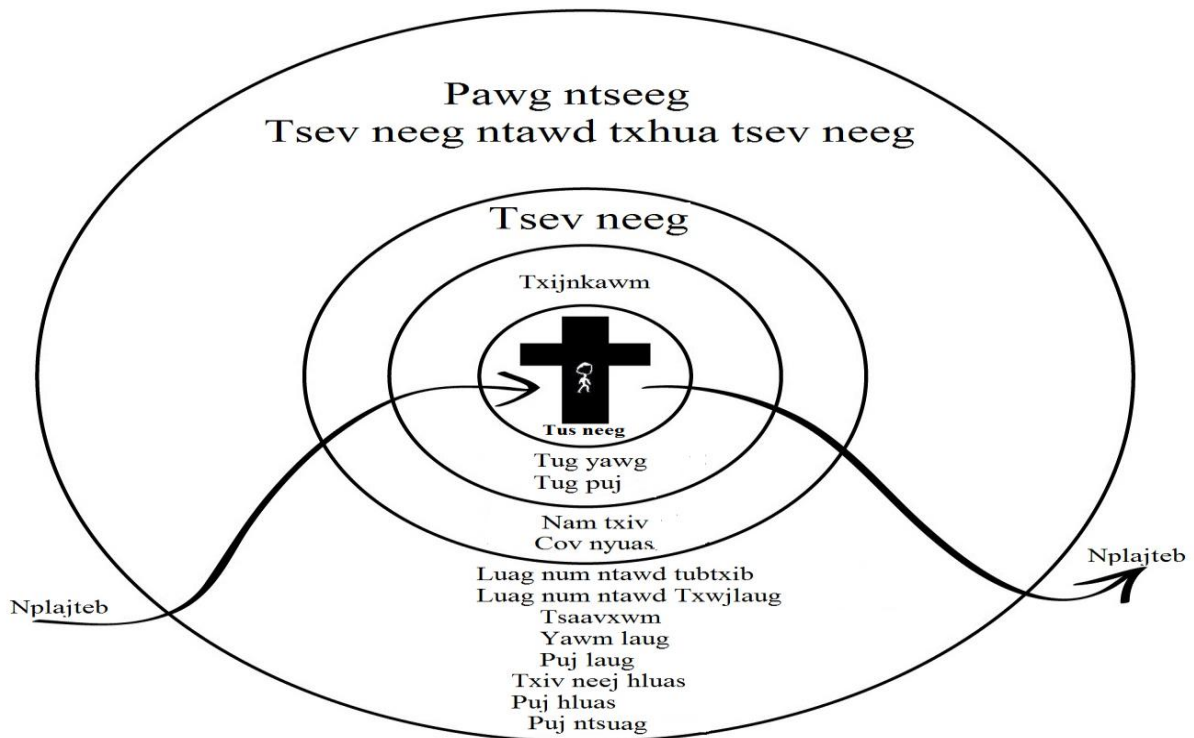 Pawg ntseeg
Tsev neeg ntawd txhua tsev neeg
Tsev neeg
Txijnkawm
Tus neeg
Tug yawg
Tug puj
Nam txiv
Cov nyuas
Nplajteb
Nplajteb
Luag num ntawd tubtxib
Luag num ntawd Txwjlaug
Tsaavxwm
Yawm laug
Puj laug
Txiv neej hluas
Puj hluas
Puj ntsuag